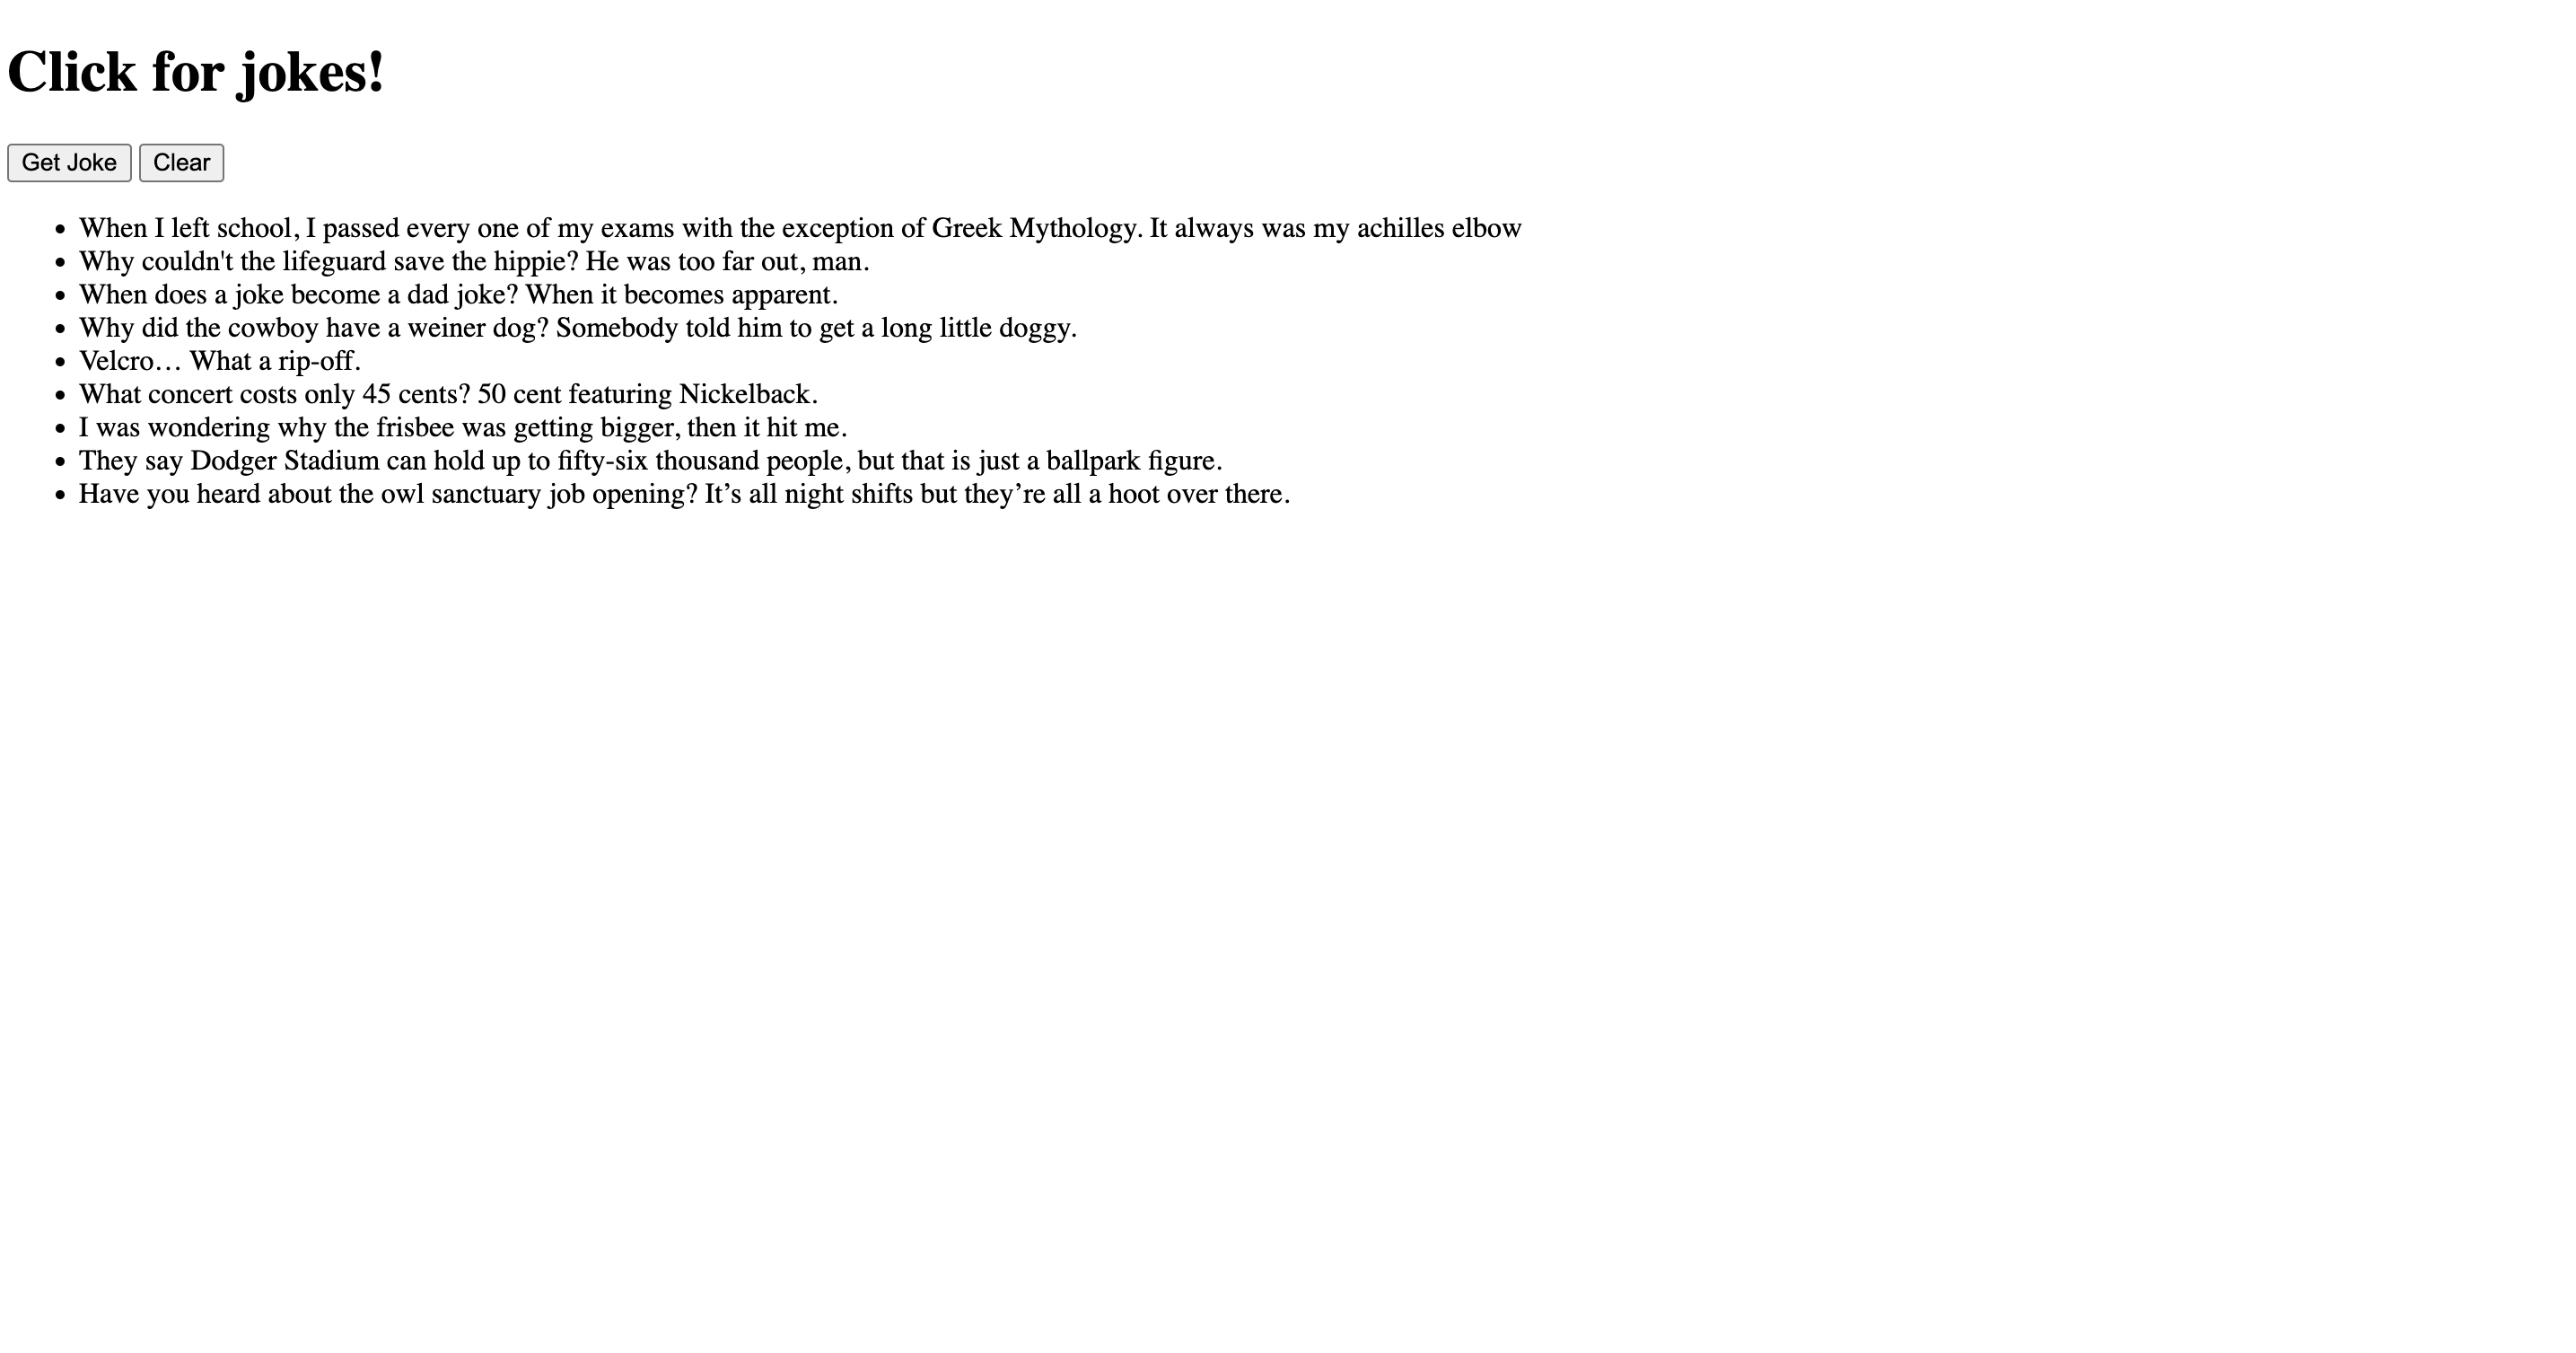 Click for jokes!
Get Joke Clear
When I left school, I passed every one of my exams with the exception of Greek Mythology. It always was my achilles elbow
Why couldn't the lifeguard save the hippie? He was too far out, man.
When does a joke become a dad joke? When it becomes apparent.
Why did the cowboy have a weiner dog? Somebody told him to get a long little doggy.
Velcro… What a rip-off.
What concert costs only 45 cents? 50 cent featuring Nickelback.
I was wondering why the frisbee was getting bigger, then it hit me.
They say Dodger Stadium can hold up to fifty-six thousand people, but that is just a ballpark figure.
Have you heard about the owl sanctuary job opening? It’s all night shifts but they’re all a hoot over there.